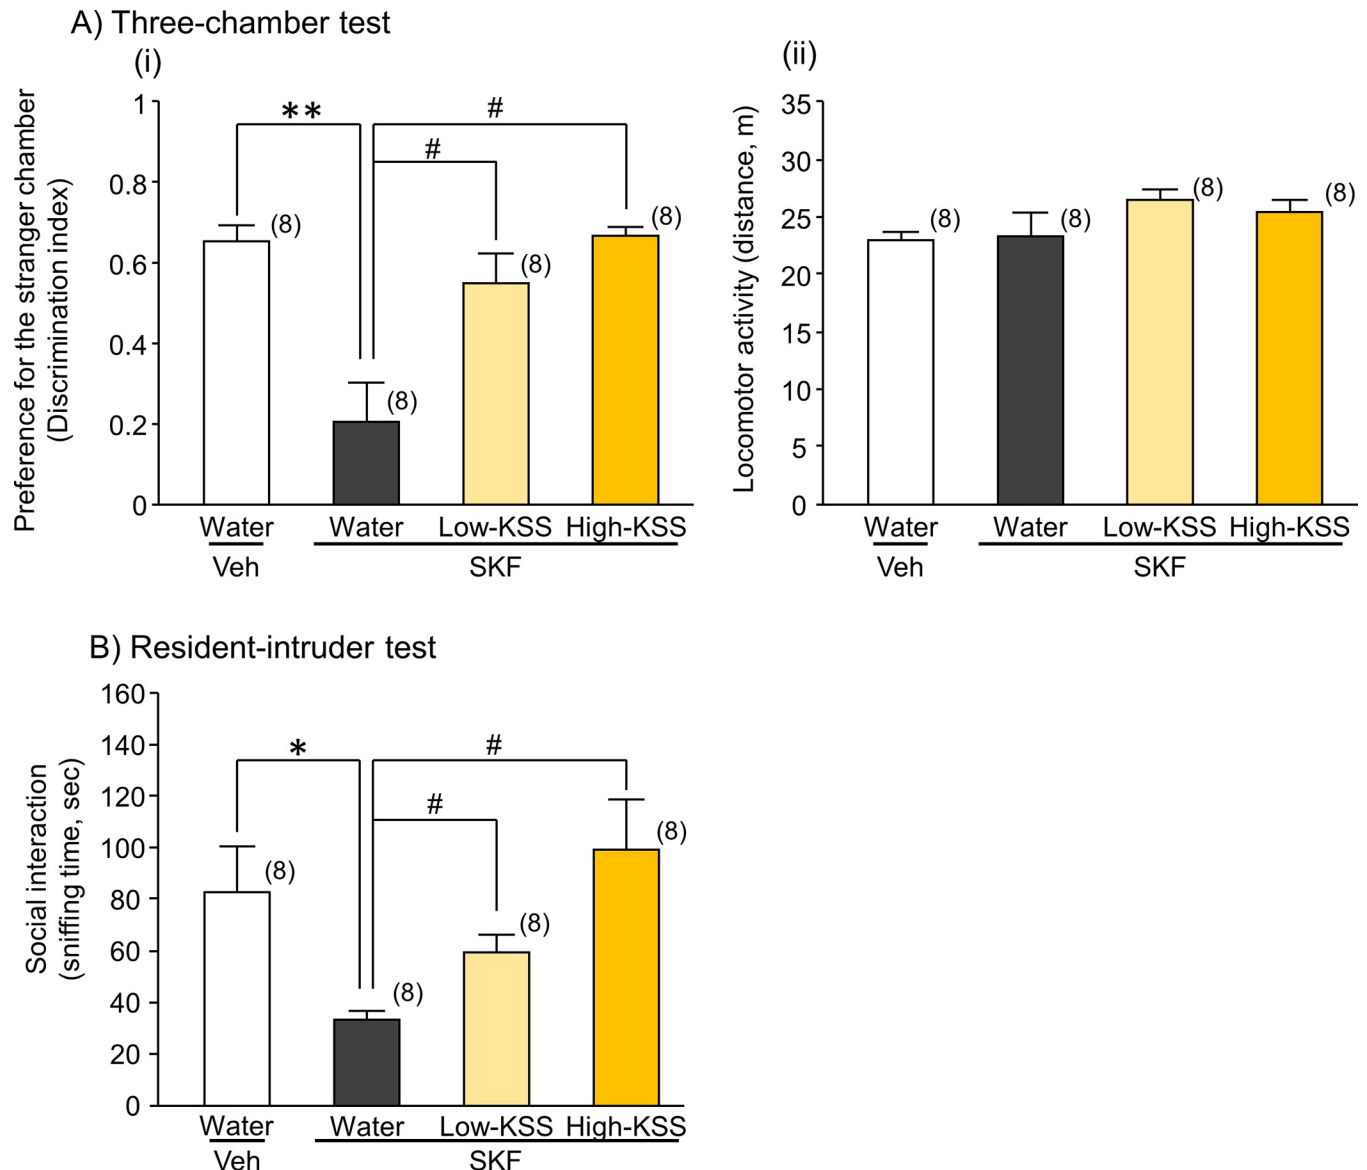 A) Three-chamber test
(i)
Preference for the stranger chamber
(Discrimination index)
1
0.8
0.6
0.4
0.2
0
**
#
#
(8)
(8)
(8)
(8)
Water
Water
Low-KSS
High-KSS
Veh
SKF
(ii)
Locomotor activity (distance, m)
35
30
25
20
15
10
5
0
(8)
(8)
(8)
(8)
Water
Water
Low-KSS
High-KSS
Veh
SKF
B) Resident-intruder test
Social interaction
(sniffing time, sec)
160
140
120
100
80
60
40
20
0
*
#
#
(8)
(8)
(8)
(8)
Water
Water
Low-KSS
High-KSS
Veh
SKF